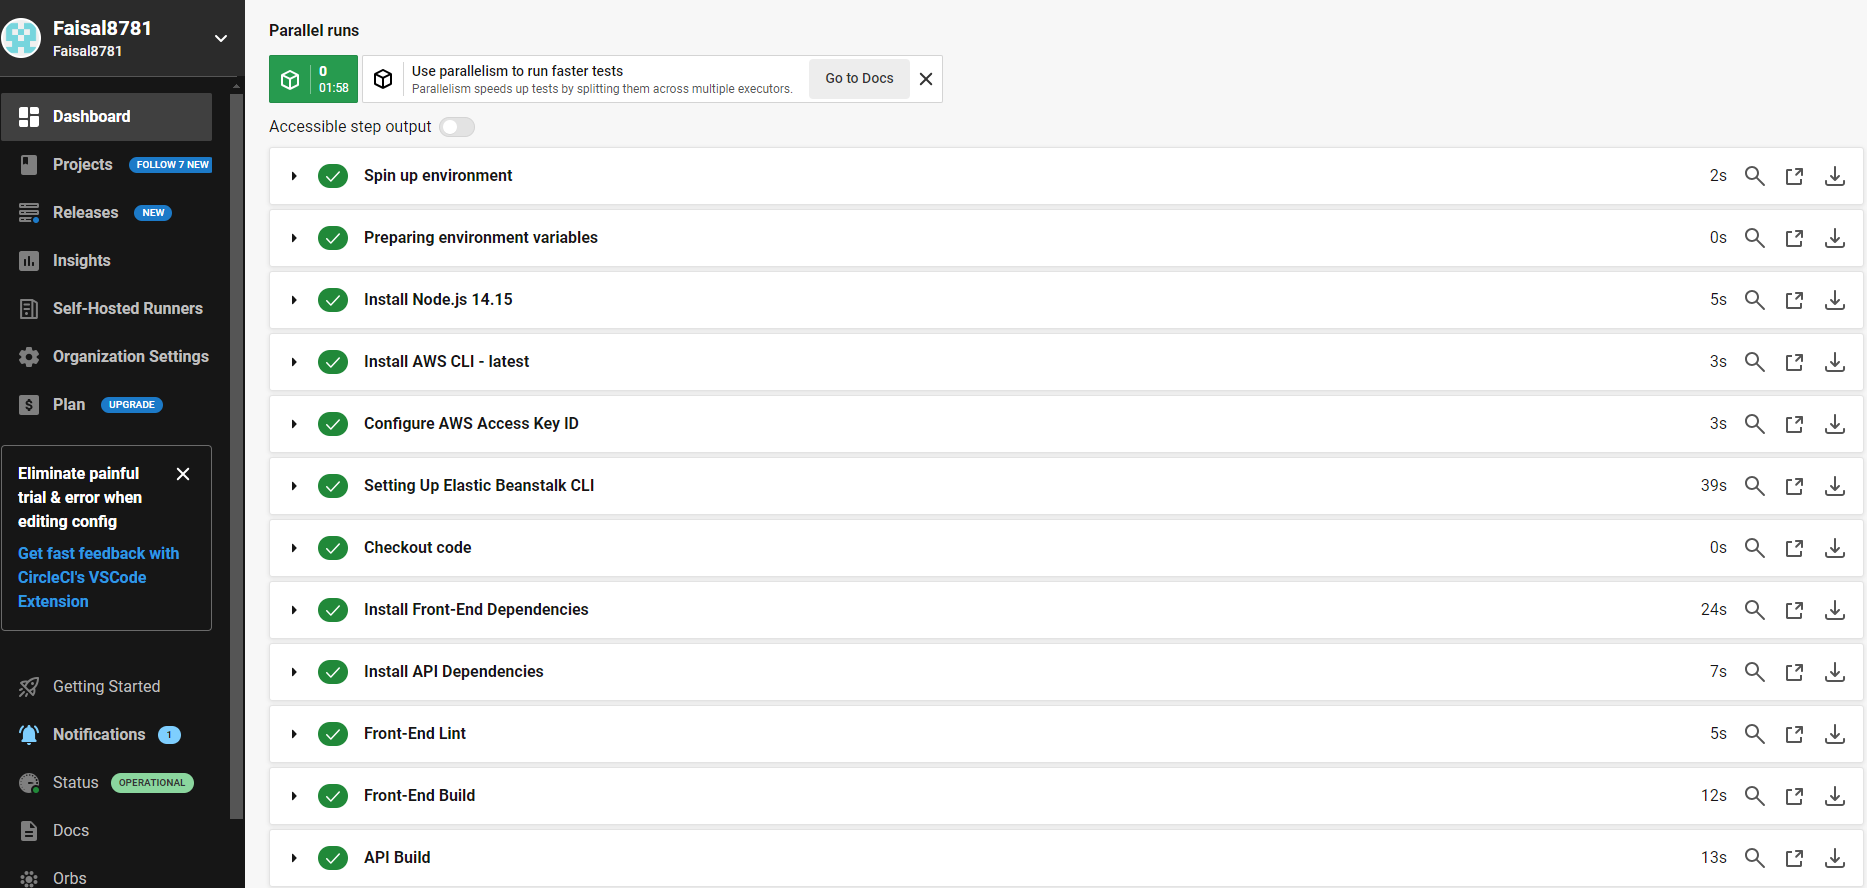 Faisal8781
Faisal8781
Dashboard
Projects FOLLOW 7 NEW
Releases NEW
Insights
Self-Hosted Runners
Organization Settings
Plan UPGRADE
Eliminate painful
trial & error when
editing config
Get fast feedback with
CircleCI's VSCode
Extension
Getting Started
Notifications 1
Status OPERATIONAL
Docs
Orbs
Parallel runs
0
01:58
Use parallelism to run faster tests
Parallelism speeds up tests by splitting them across multiple executors.
Go to Docs
Accessible step output
Spin up environment 2s
Preparing environment variables 0s
Install Node.js 14.15 5s
Install AWS CLI - latest 3s
Configure AWS Access Key ID 3s
Setting Up Elastic Beanstalk CLI 39s
Checkout code 0s
Install Front-End Dependencies 24s
Install API Dependencies 7s
Front-End Lint 5s
Front-End Build 12s
API Build 13s